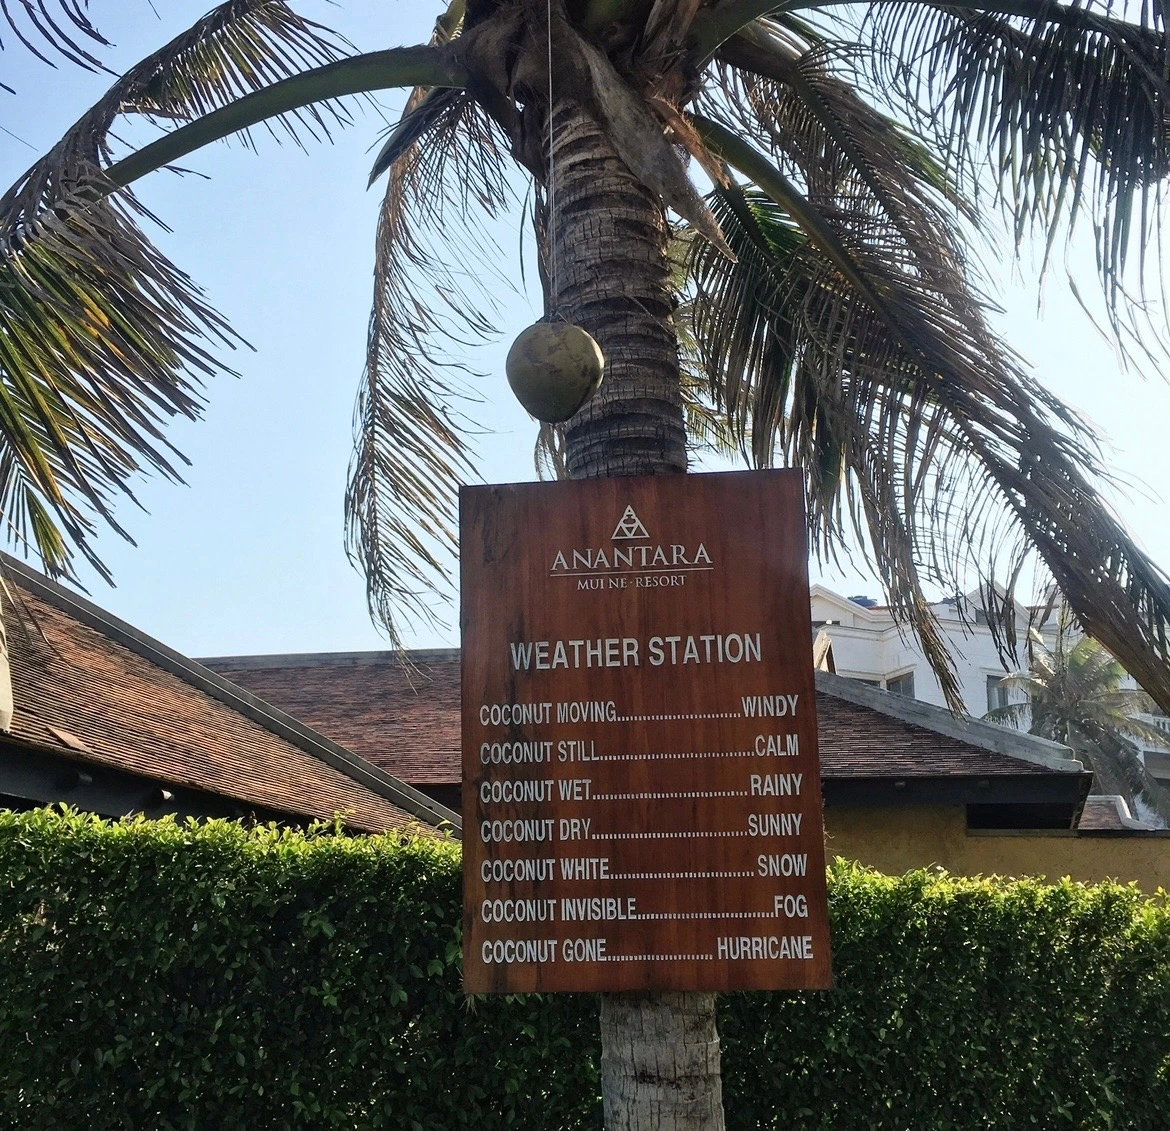 ANANTARA
MUI NE · RESORT
WEATHER STATION
COCONUT MOVING..............................WINDY
COCONUT STILL......................................CALM
COCONUT WET......................................RAINY
COCONUT DRY......................................SUNNY
COCONUT WHITE................................... SNOW
COCONUT INVISIBLE.................................FOG
COCONUT GONE.......................... HURRICANE